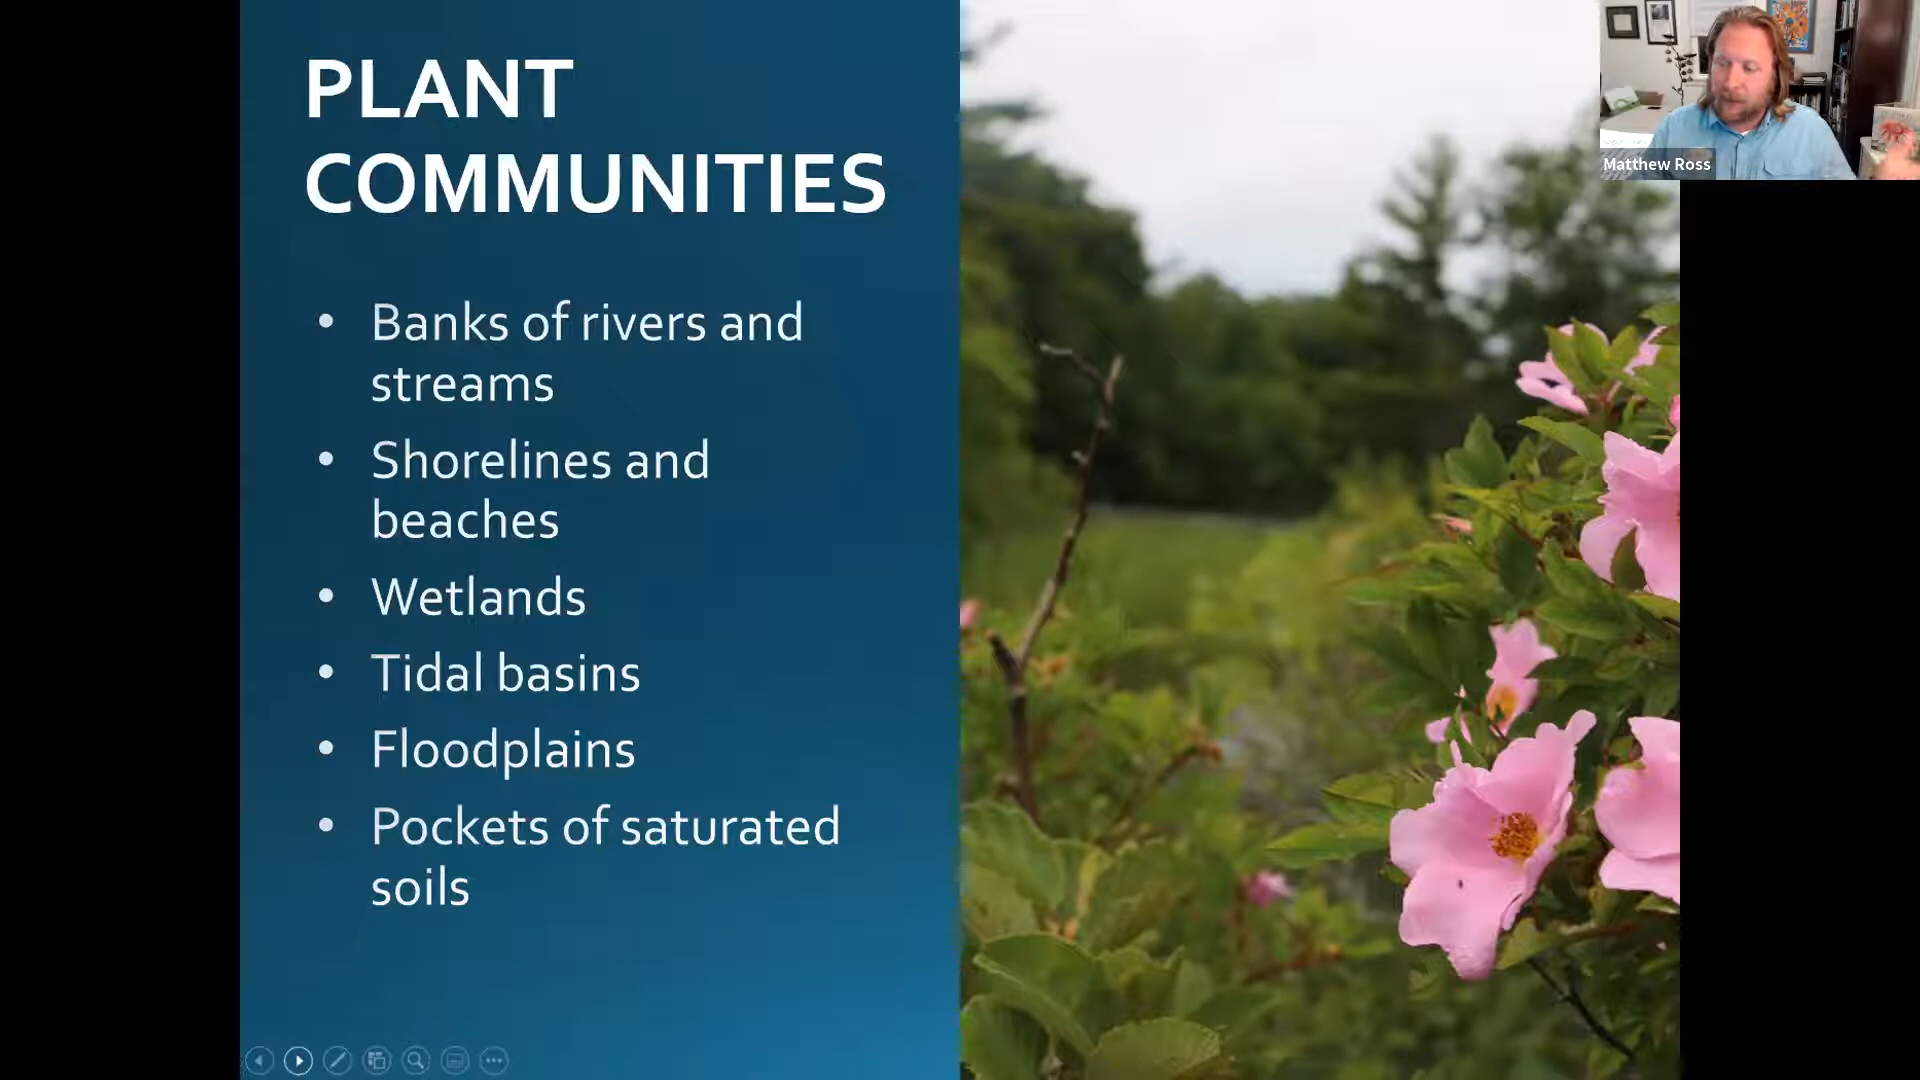 PLANT
COMMUNITIES
• Banks of rivers and
streams
• Shorelines and
beaches
• Wetlands
• Tidal basins
• Floodplains
• Pockets of saturated
soils
Matthew Ross